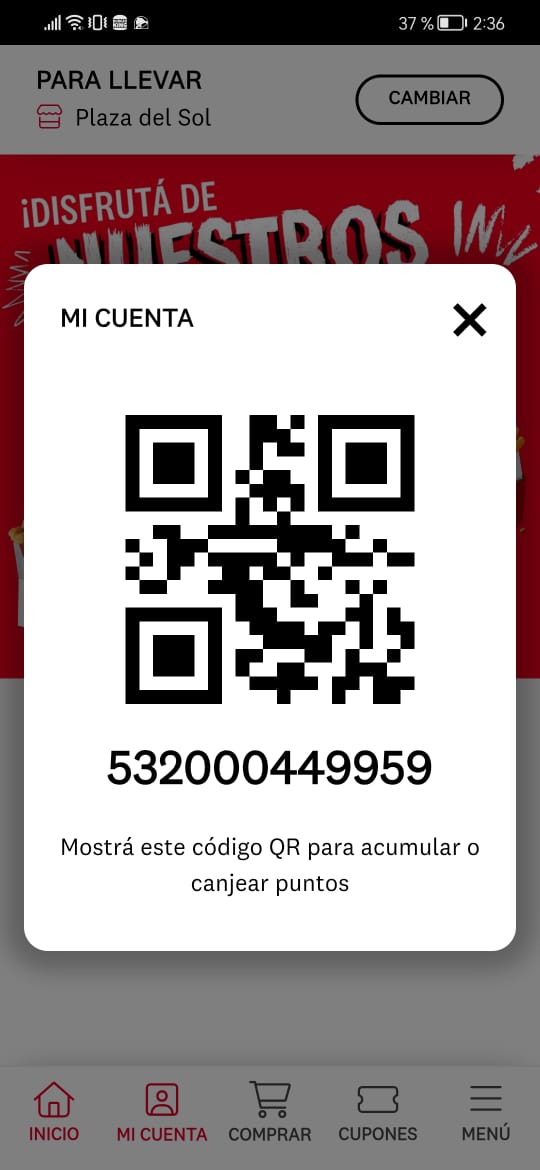 37 % 2:36
PARA LLEVAR
Plaza del Sol
CAMBIAR
¡DISFRUTÁ DE
NUESTROS
MI CUENTA
532000449959
Mostrá este código QR para acumular o
canjear puntos
INICIO
MI CUENTA
COMPRAR
CUPONES
MENÚ